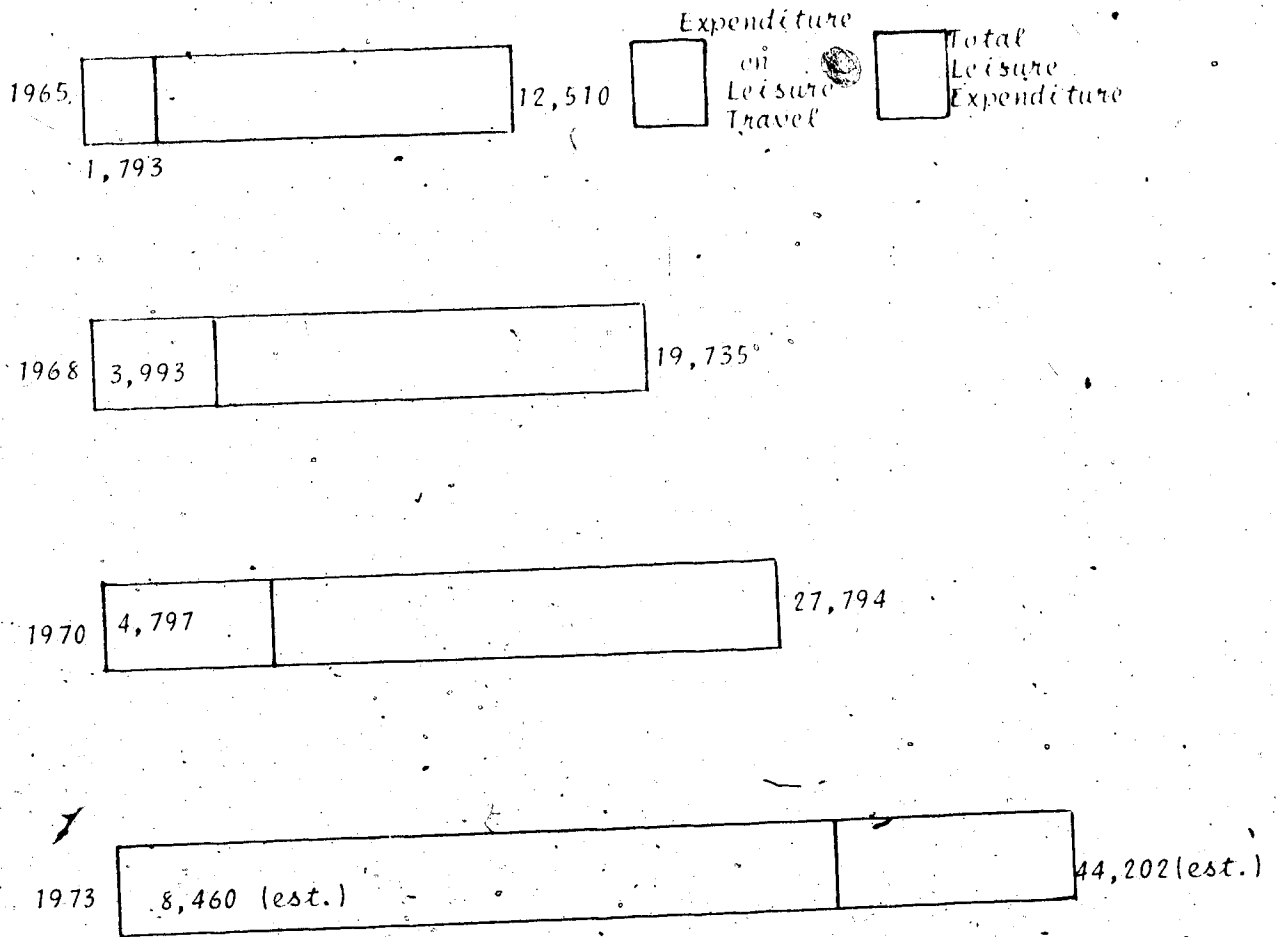 Expenditure
on
Leisure
Travel
Total
Leisure
Expenditure
1965
12,510
1,793
1968
3,993
19,735
1970
4,797
27,794
1973
8,460 (est.)
44,202(est.)